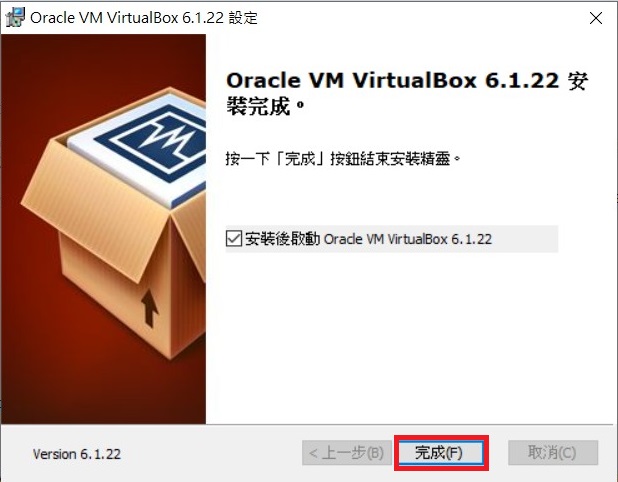 Oracle VM VirtualBox 6.1.22 設定
Oracle VM VirtualBox 6.1.22 安
裝完成。
按一下「完成」按鈕結束安裝精靈。
安裝後啟動 Oracle VM VirtualBox 6.1.22
Version 6.1.22
< 上一步(B)
完成(F)
取消(C)